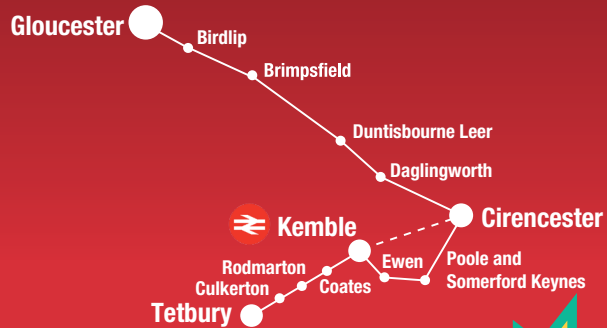 Gloucester
Birdlip
Brimpsfield
Duntisbourne Leer
Daglingworth
Cirencester
Kemble
Ewen
Poole and
Somerford Keynes
Rodmarton
Coates
Culkerton
Tetbury